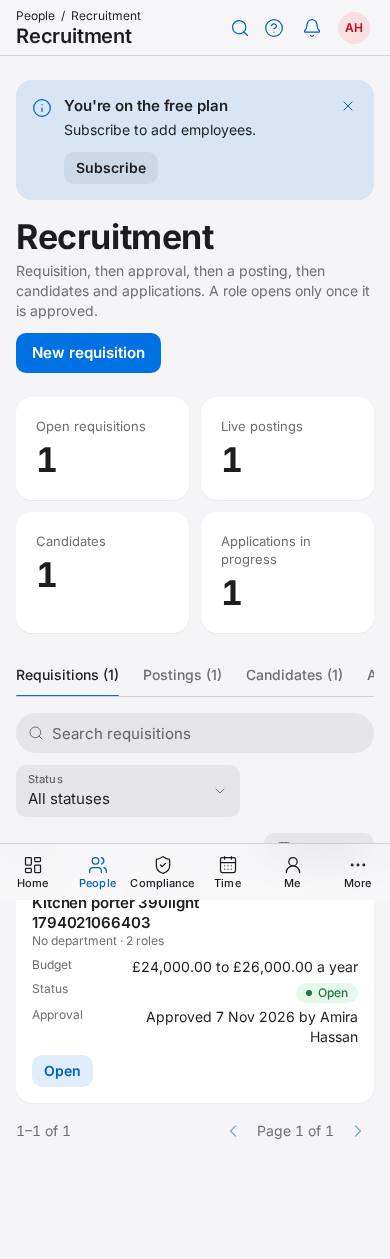 People / Recruitment
Recruitment
AH
You're on the free plan
Subscribe to add employees.
Subscribe
Recruitment
Requisition, then approval, then a posting, then
candidates and applications. A role opens only once it
is approved.
New requisition
Open requisitions
1
Live postings
1
Candidates
1
Applications in
progress
1
Requisitions (1)
Postings (1)
Candidates (1)
Search requisitions
Status
All statuses
Home
People
Compliance
Time
Me
More
Kitchen porter 390light
1794021066403
No department · 2 roles
Budget
£24,000.00 to £26,000.00 a year
Status
Open
Approval
Approved 7 Nov 2026 by Amira
Hassan
Open
1–1 of 1
Page 1 of 1